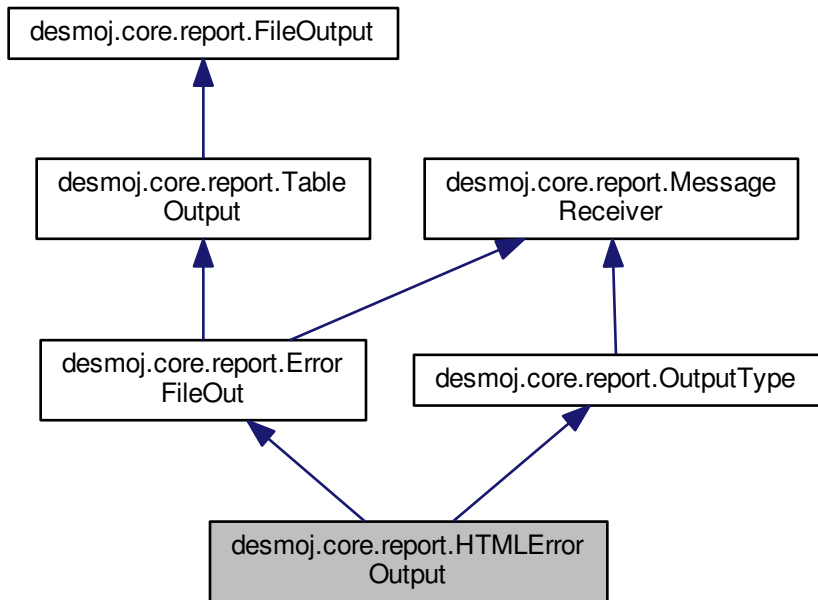 desmoj.core.report.FileOutput
desmoj.core.report.Table
Output
desmoj.core.report.Message
Receiver
desmoj.core.report.Error
FileOut
desmoj.core.report.OutputType
desmoj.core.report.HTMLError
Output